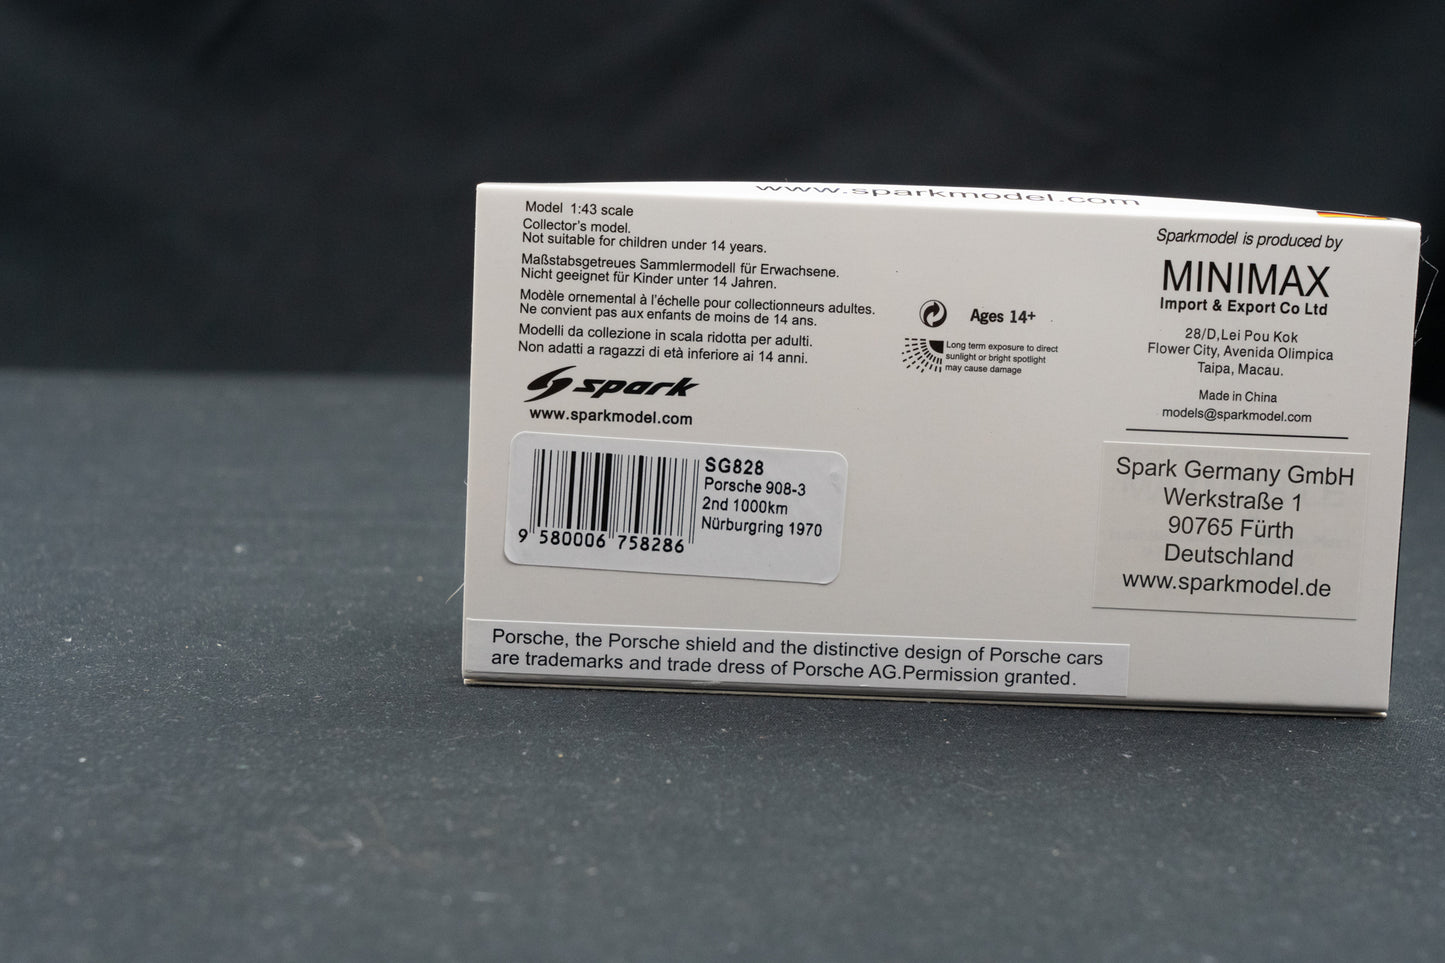 www.sparkmodel.com
Model 1:43 scale
Collector's model.
Not suitable for children under 14 years.
Maßstabsgetreues Sammlermodell für Erwachsene.
Nicht geeignet für Kinder unter 14 Jahren.
Modèle ornemental à l'échelle pour collectionneurs adultes.
Ne convient pas aux enfants de moins de 14 ans.
Modelli da collezione in scala ridotta per adulti.
Non adatti a ragazzi di età inferiore ai 14 anni.
spark
www.sparkmodel.com
SG828
Porsche 908-3
2nd 1000km
Nürburgring 1970
9 580006 758286
Ages 14+
Long term exposure to direct
sunlight or bright spotlight
may cause damage
Sparkmodel is produced by
MINIMAX
Import & Export Co Ltd
28/D,Lei Pou Kok
Flower City, Avenida Olimpica
Taipa, Macau.
Made in China
models@sparkmodel.com
Spark Germany GmbH
Werkstraße 1
90765 Fürth
Deutschland
www.sparkmodel.de
Porsche, the Porsche shield and the distinctive design of Porsche cars
are trademarks and trade dress of Porsche AG.Permission granted.